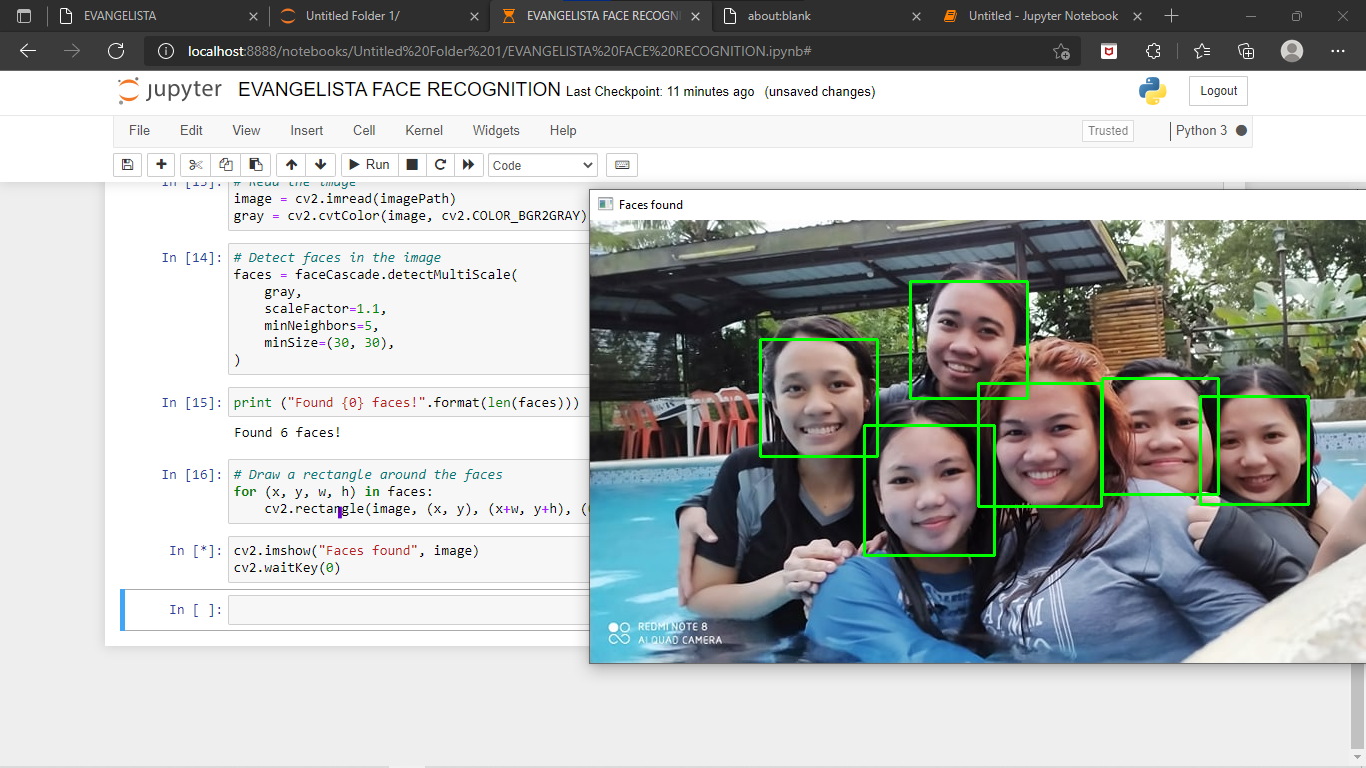 EVANGELISTA
Untitled Folder 1/
EVANGELISTA FACE RECOGNI
about:blank
Untitled - Jupyter Notebook
localhost:8888/notebooks/Untitled%20Folder%201/EVANGELISTA%20FACE%20RECOGNITION.ipynb#
jupyter EVANGELISTA FACE RECOGNITION Last Checkpoint: 11 minutes ago (unsaved changes)
Logout
File Edit View Insert Cell Kernel Widgets Help
Trusted
Python 3
Run
Code
In [13]: # Read the image
image = cv2.imread(imagePath)
gray = cv2.cvtColor(image, cv2.COLOR_BGR2GRAY)
In [14]: # Detect faces in the image
faces = faceCascade.detectMultiScale(
gray,
scaleFactor=1.1,
minNeighbors=5,
minSize=(30, 30),
)
In [15]: print ("Found {0} faces!".format(len(faces)))
Found 6 faces!
In [16]: # Draw a rectangle around the faces
for (x, y, w, h) in faces:
cv2.rectangle(image, (x, y), (x+w, y+h), (
In [*]: cv2.imshow("Faces found", image)
cv2.waitKey(0)
In [ ]:
Faces found
REDMI NOTE 8
AI QUAD CAMERA